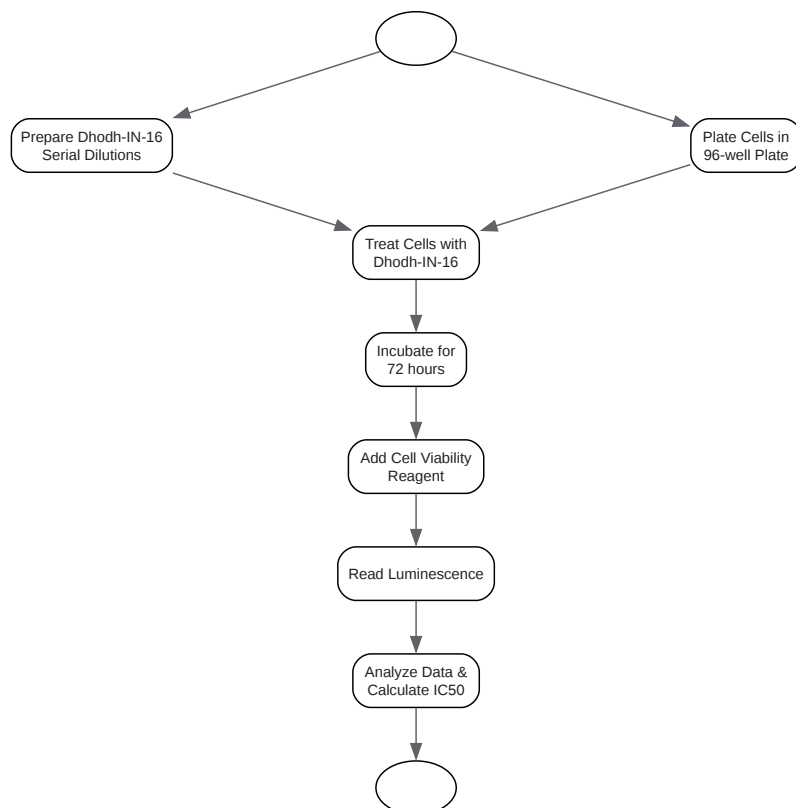 Prepare Dhodh-IN-16
Serial Dilutions
Plate Cells in
96-well Plate
Treat Cells with
Dhodh-IN-16
Incubate for
72 hours
Add Cell Viability
Reagent
Read Luminescence
Analyze Data &
Calculate IC50